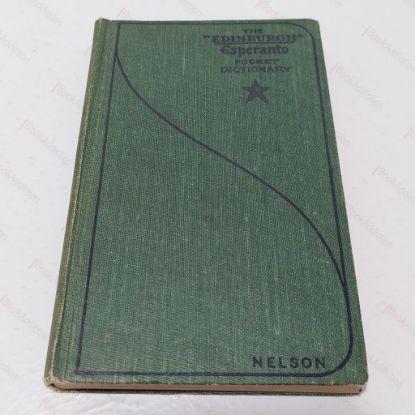 THE
"EDINBURGH"
Esperanto
POCKET
DICTIONARY
NELSON